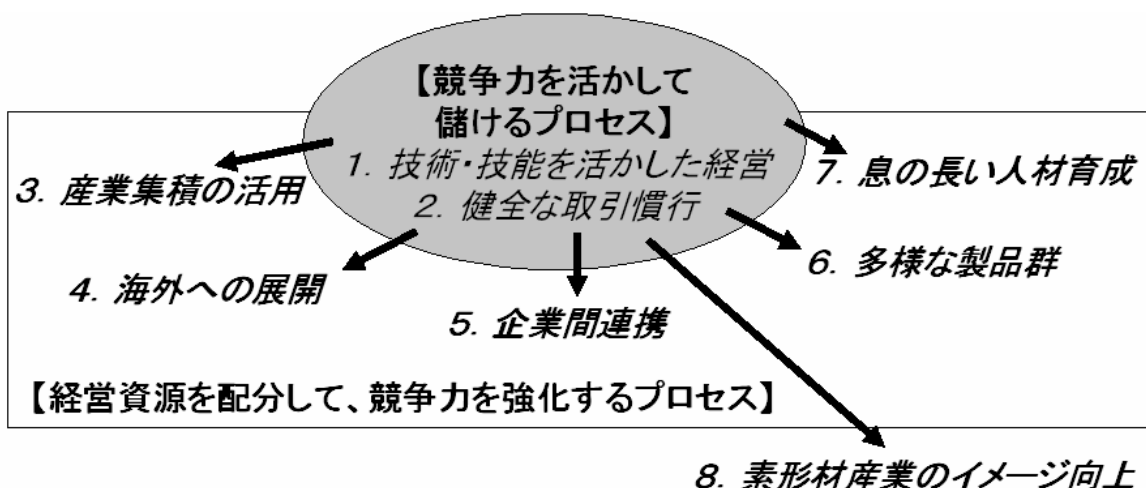 【競争力を活かして
儲けるプロセス】
1. 技術・技能を活かした経営
2. 健全な取引慣行
3. 産業集積の活用
4. 海外への展開
5. 企業間連携
6. 多様な製品群
7. 息の長い人材育成
【経営資源を配分して、競争力を強化するプロセス】
8. 素形材産業のイメージ向上